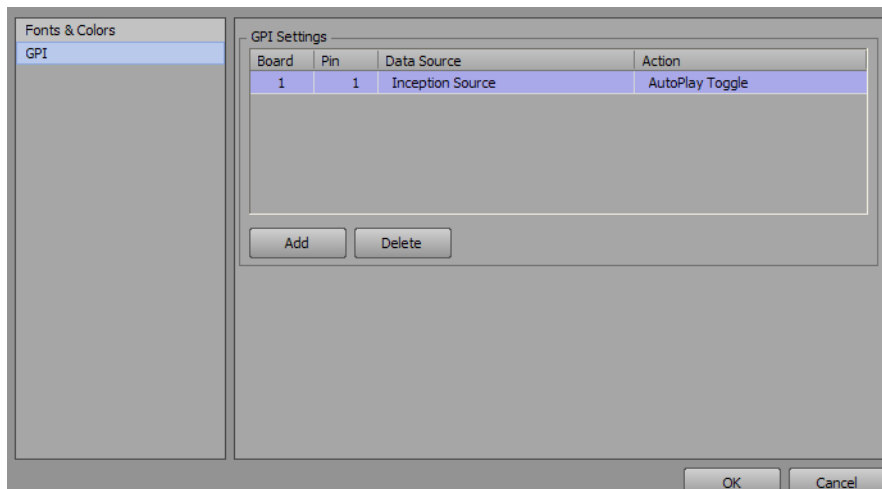 Fonts & Colors
GPI
GPI Settings
Board Pin Data Source Action
1 1 Inception Source AutoPlay Toggle
Add Delete
OK Cancel